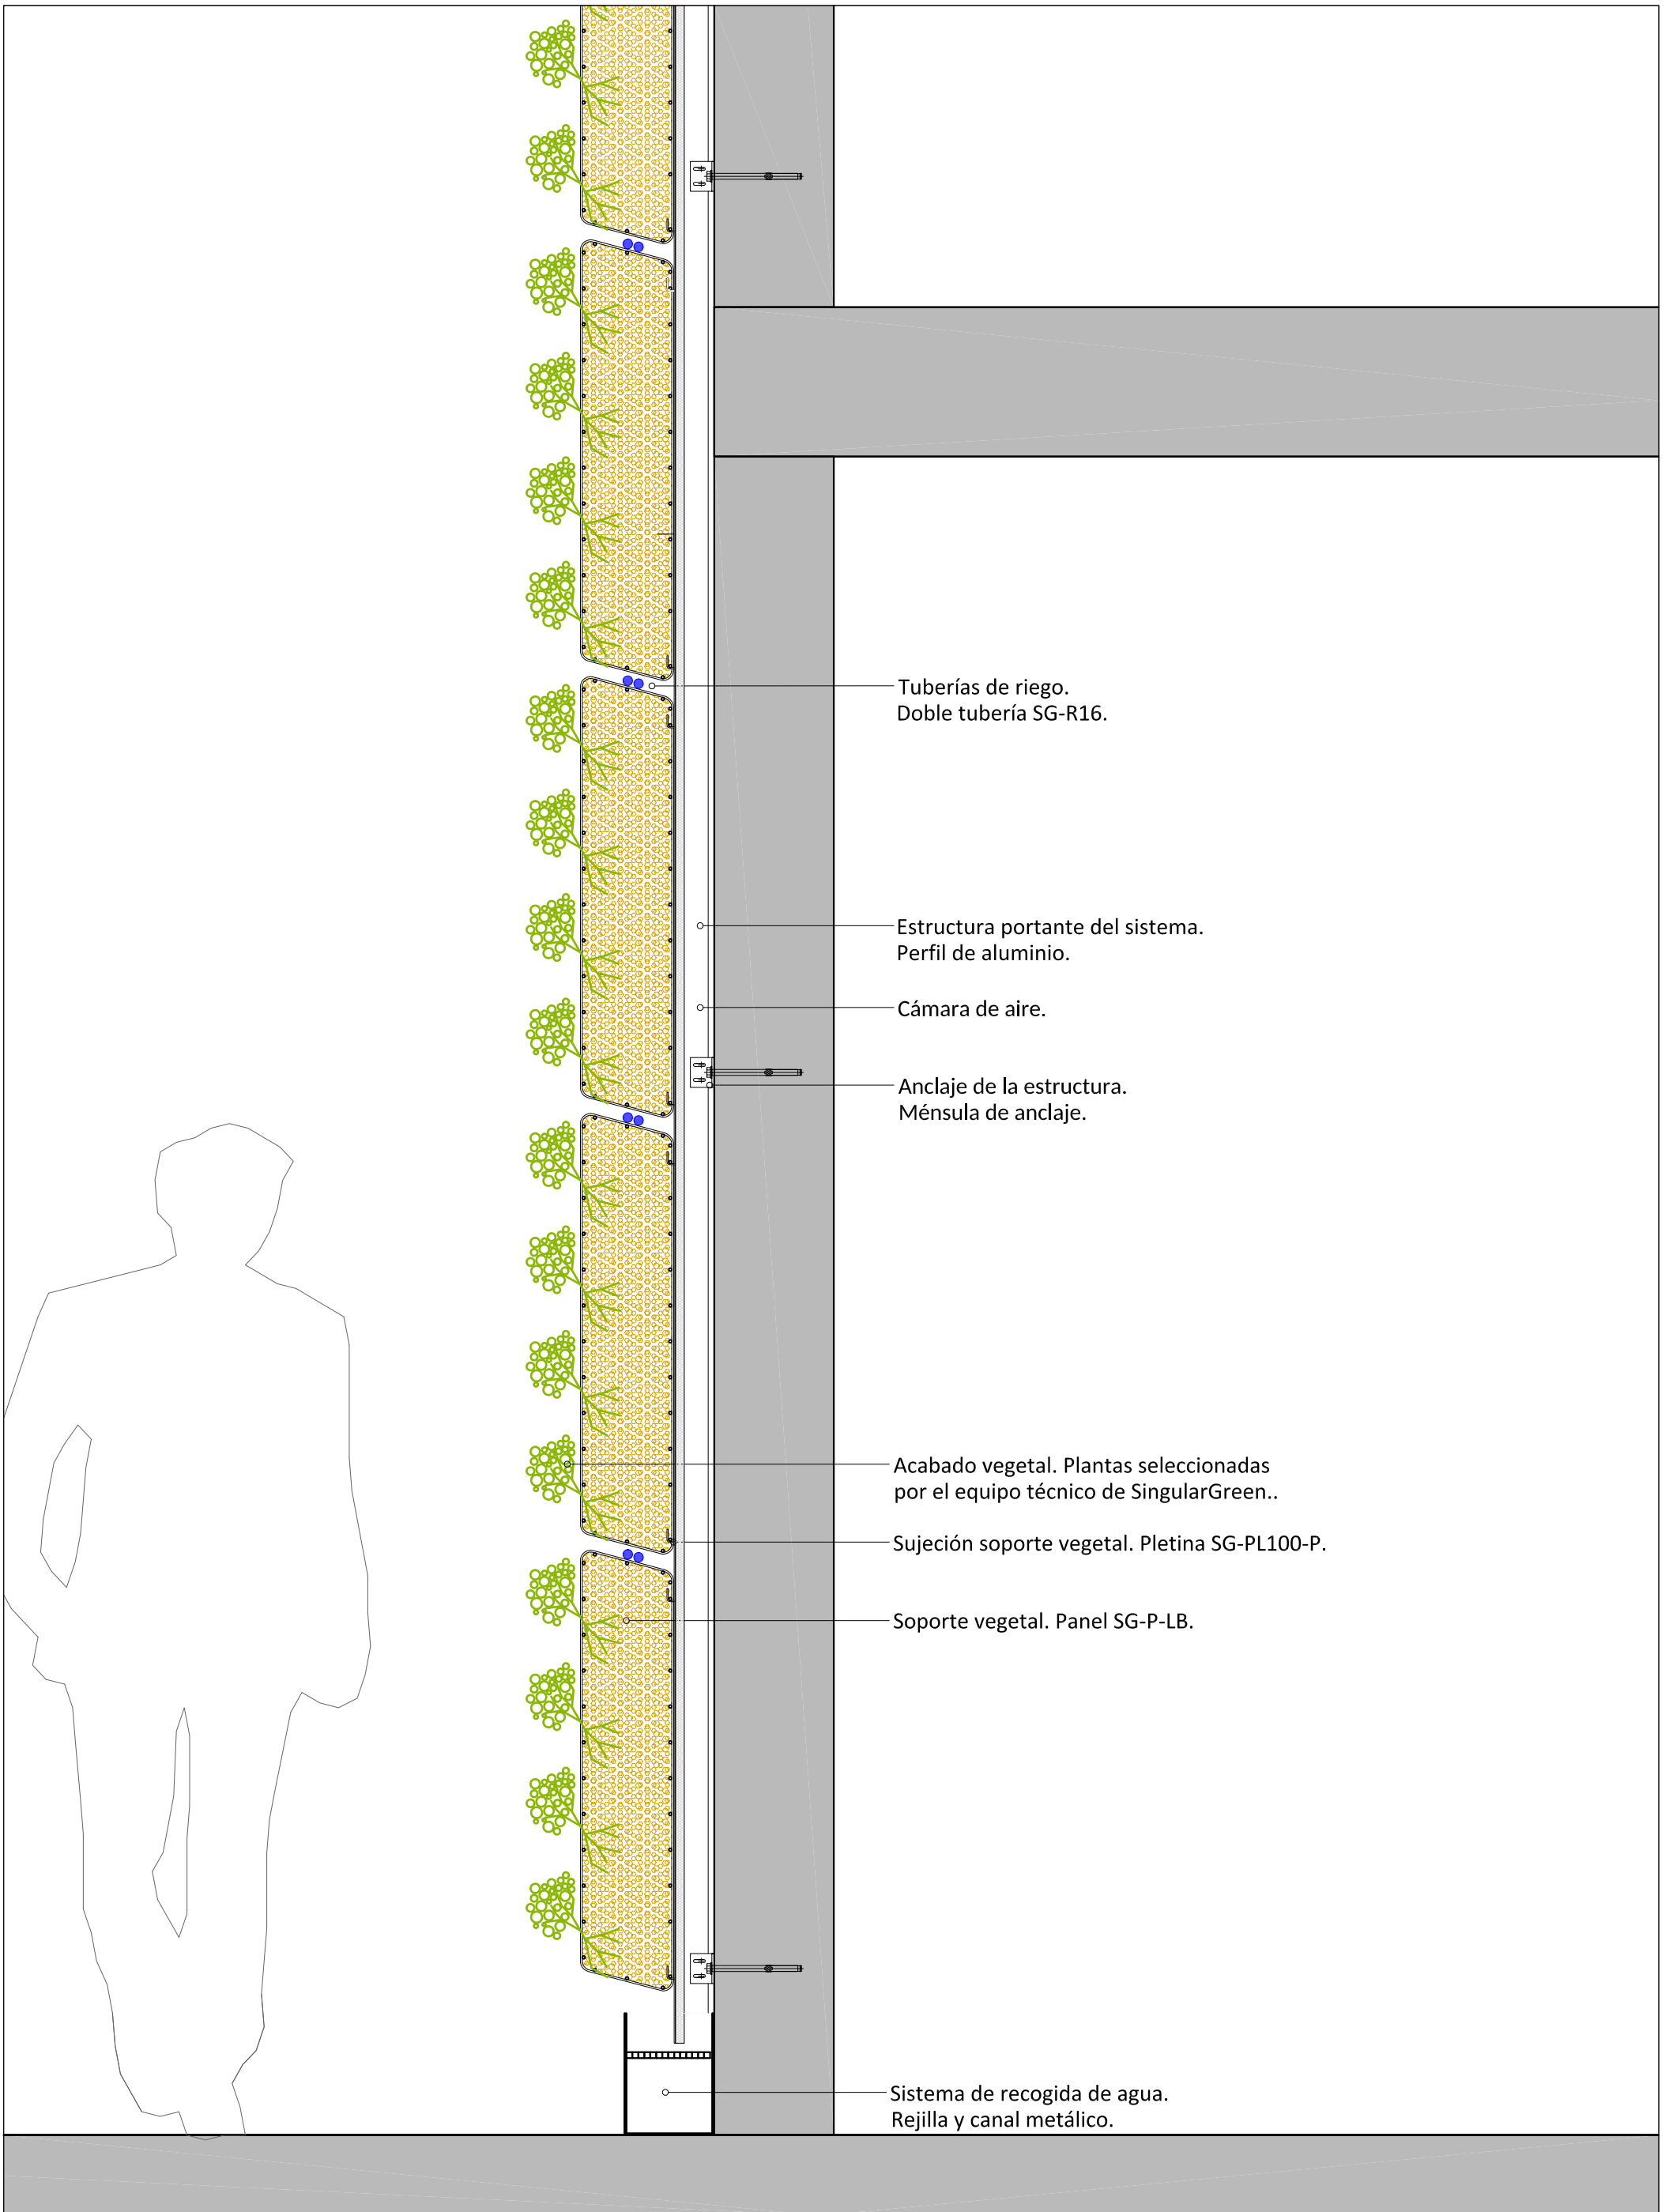 Tuberías de riego.
Doble tubería SG-R16.
Estructura portante del sistema.
Perfil de aluminio.
Cámara de aire.
Anclaje de la estructura.
Ménsula de anclaje.
Acabado vegetal. Plantas seleccionadas
por el equipo técnico de SingularGreen..
Sujeción soporte vegetal. Pletina SG-PL100-P.
Soporte vegetal. Panel SG-P-LB.
Sistema de recogida de agua.
Rejilla y canal metálico.